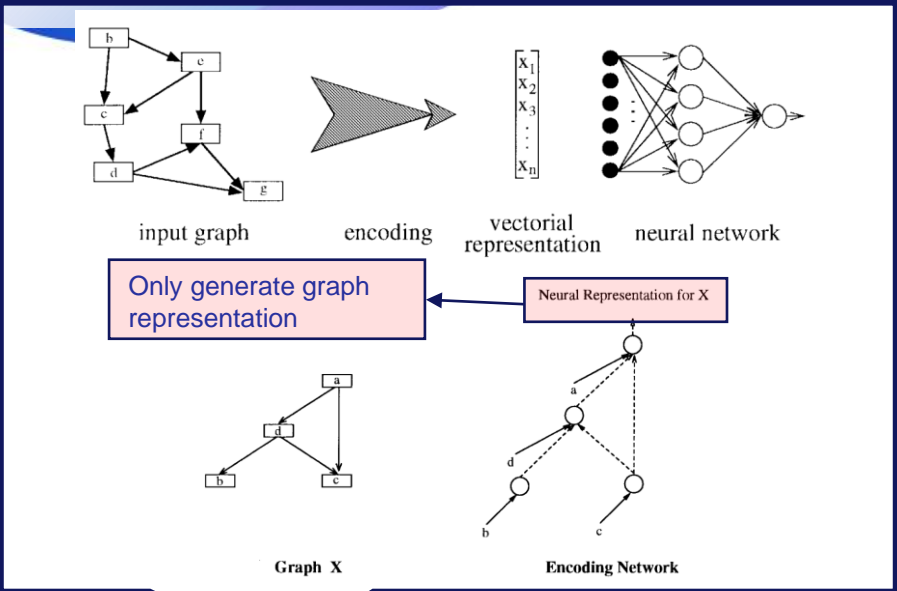 b
e
c
f
d
g
x1
x2
x3
.
.
.
xn
input graph
encoding
vectorial
representation
neural network
Only generate graph
representation
Neural Representation for X
a
d
b
c
a
d
b
c
Graph X
Encoding Network